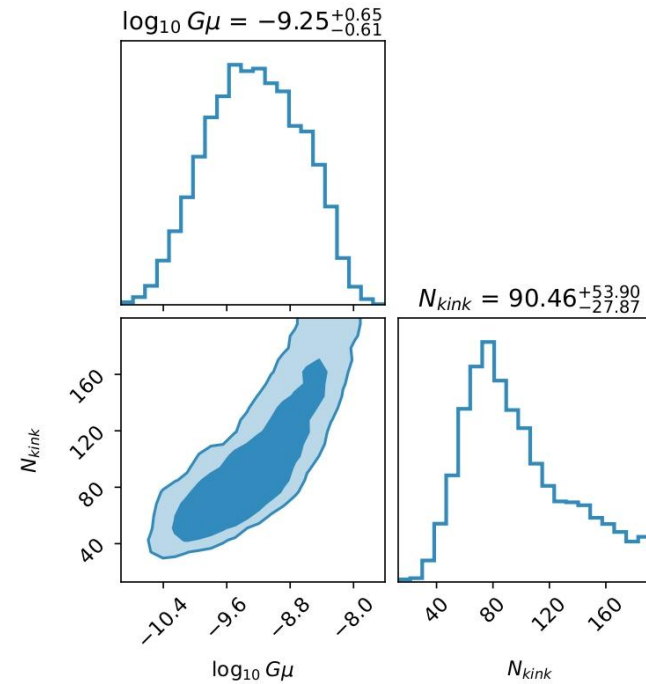 log₁₀ Gμ = −9.25⁺⁰·⁶⁵₋₀.₆₁
N_kink = 90.46⁺⁵³·⁹⁰₋₂₇.₈₇
160
120
80
40
N_kink
−10.4 −9.6 −8.8 −8.0
40 80 120 160
log₁₀ Gμ
N_kink